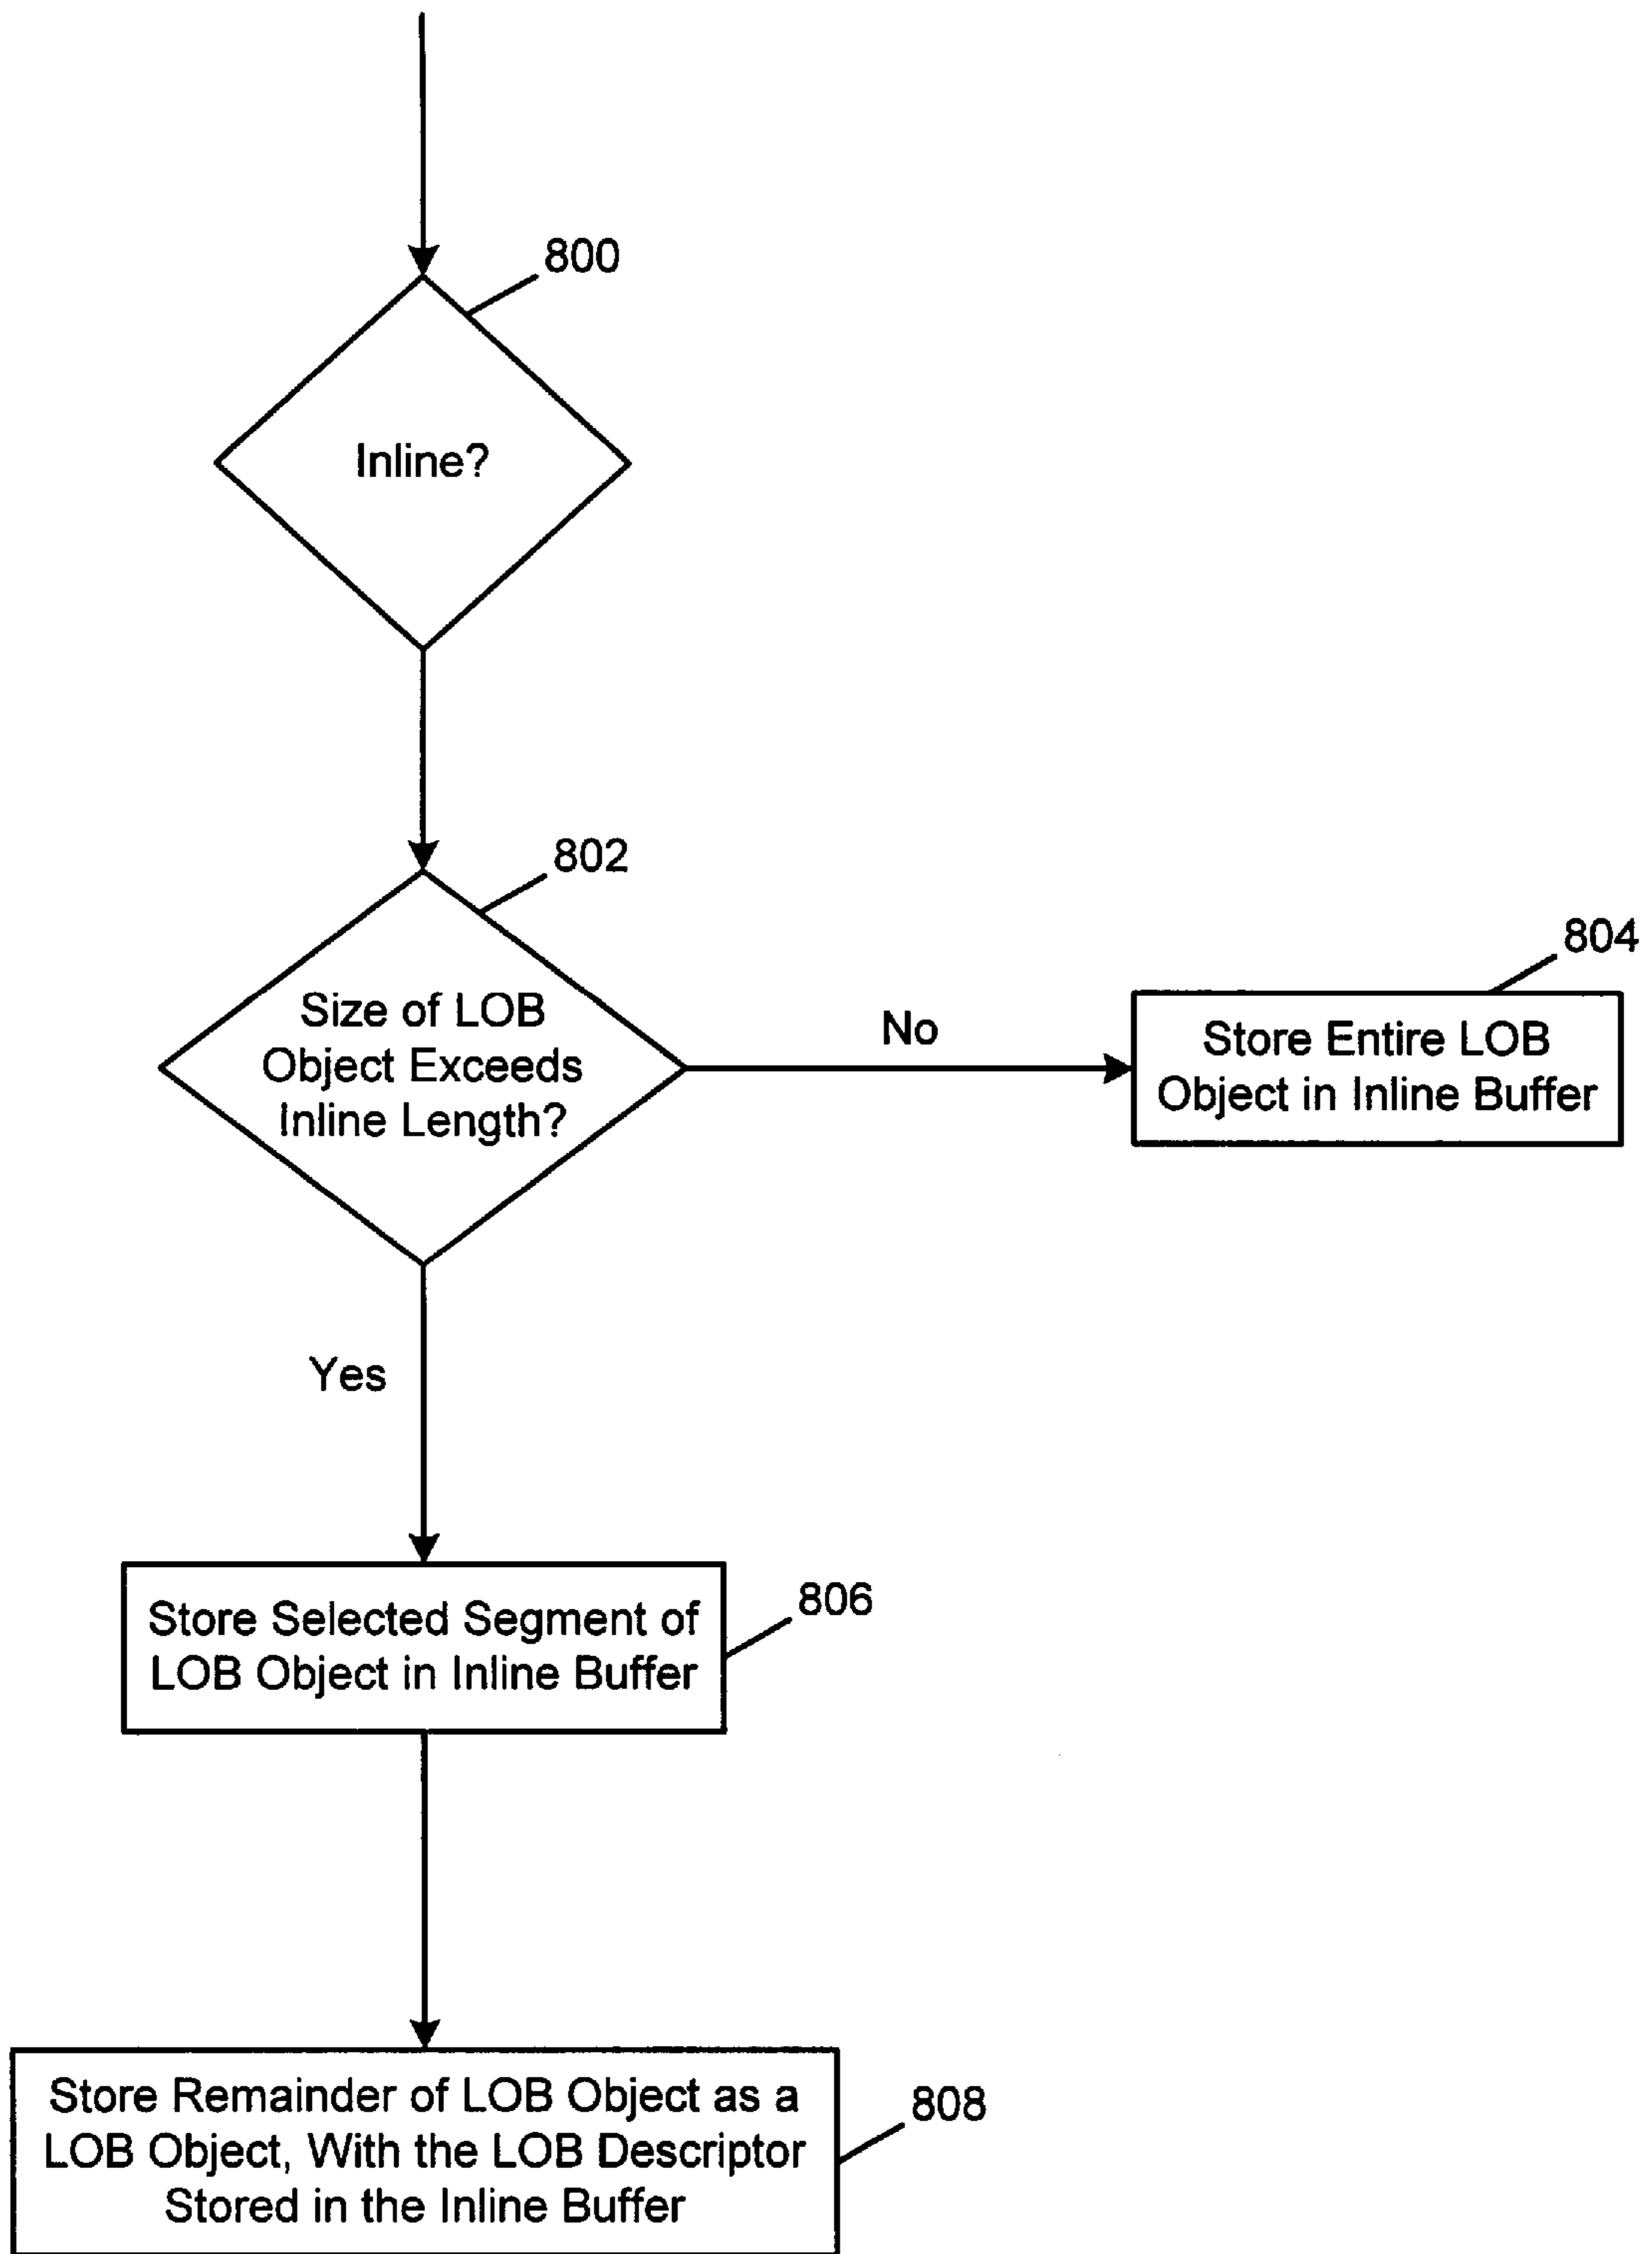 800
Inline?
802
Size of LOB
Object Exceeds
Inline Length?
No
804
Store Entire LOB
Object in Inline Buffer
Yes
806
Store Selected Segment of
LOB Object in Inline Buffer
808
Store Remainder of LOB Object as a
LOB Object, With the LOB Descriptor
Stored in the Inline Buffer